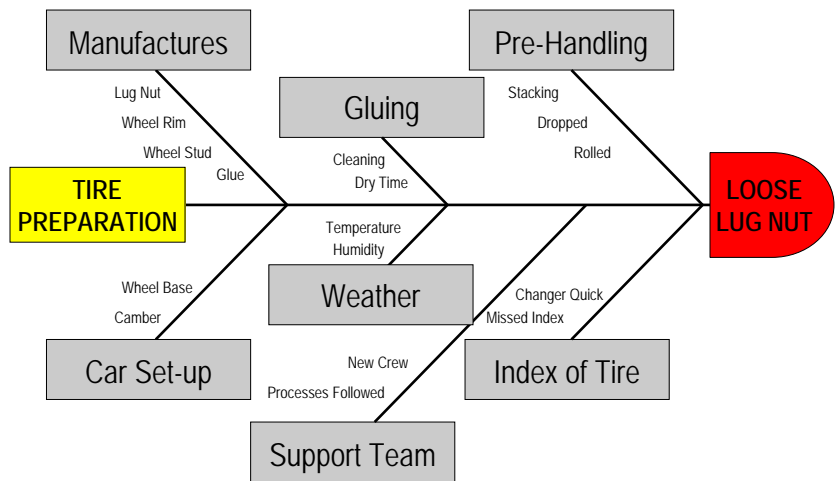 Manufactures
Pre-Handling
Lug Nut
Wheel Rim
Wheel Stud
Glue
Gluing
Cleaning
Dry Time
Stacking
Dropped
Rolled
TIRE
PREPARATION
LOOSE
LUG NUT
Temperature
Humidity
Weather
Wheel Base
Camber
Car Set-up
Changer Quick
Missed Index
Index of Tire
New Crew
Processes Followed
Support Team